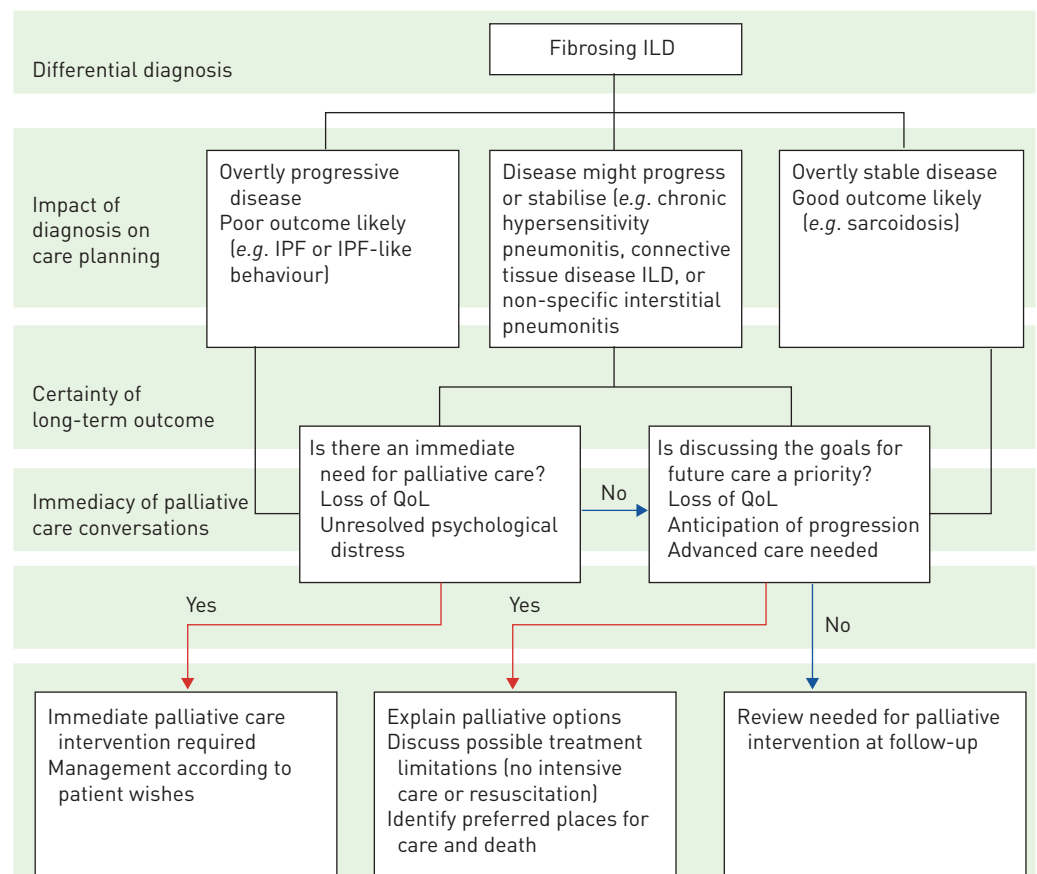 Differential diagnosis
Fibrosing ILD
Impact of
diagnosis on
care planning
Overtly progressive
disease
Poor outcome likely
(e.g. IPF or IPF-like
behaviour)
Disease might progress
or stabilise (e.g. chronic
hypersensitivity
pneumonitis, connective
tissue disease ILD, or
non-specific interstitial
pneumonitis
Overtly stable disease
Good outcome likely
(e.g. sarcoidosis)
Certainty of
long-term outcome
Immediacy of palliative
care conversations
Is there an immediate
need for palliative care?
Loss of QoL
Unresolved psychological
distress
No
Is discussing the goals for
future care a priority?
Loss of QoL
Anticipation of progression
Advanced care needed
Yes
Yes
No
Immediate palliative care
intervention required
Management according to
patient wishes
Explain palliative options
Discuss possible treatment
limitations (no intensive
care or resuscitation)
Identify preferred places for
care and death
Review needed for palliative
intervention at follow-up